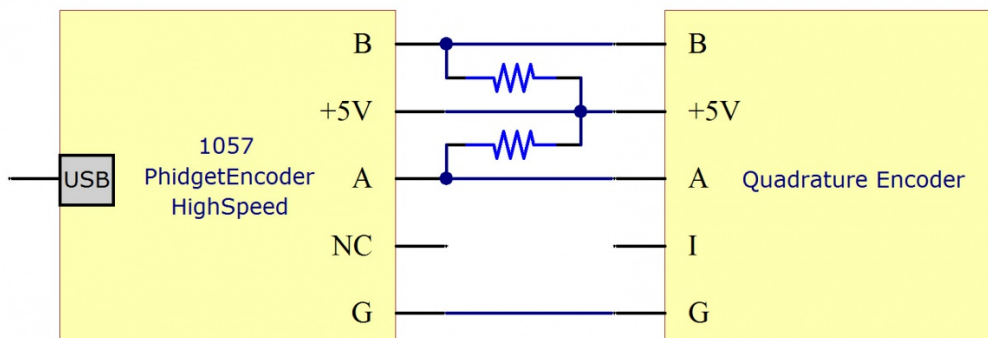 B
+5V
1057
PhidgetEncoder
HighSpeed
USB
A
NC
G
B
+5V
A
Quadrature Encoder
I
G